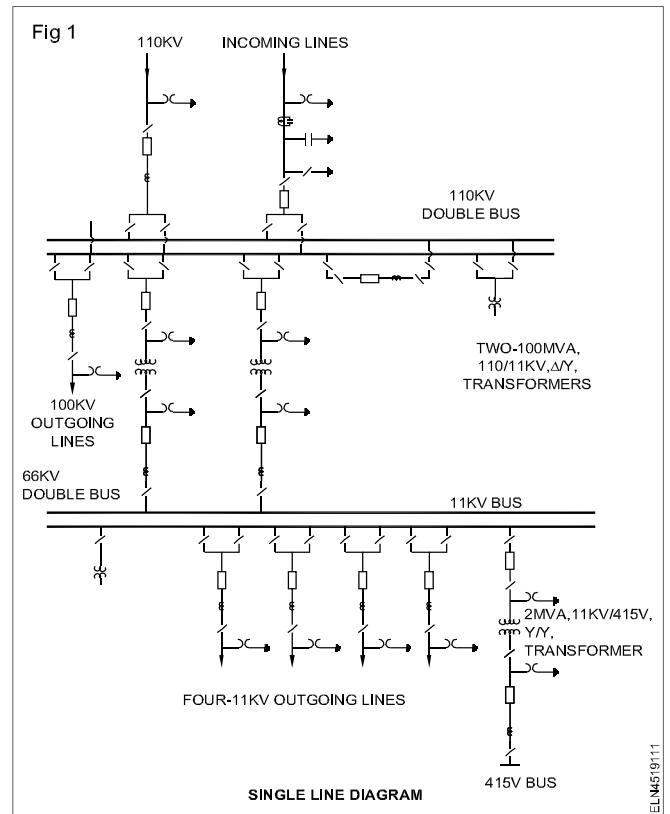 Fig 1
110KV
INCOMING LINES
110KV
DOUBLE BUS
TWO-100MVA,
110/11KV,Δ/Y,
TRANSFORMERS
100KV
OUTGOING
LINES
66KV
DOUBLE BUS
11KV BUS
2MVA,11KV/415V,
Y/Y,
TRANSFORMER
FOUR-11KV OUTGOING LINES
415V BUS
SINGLE LINE DIAGRAM
ELN4519111